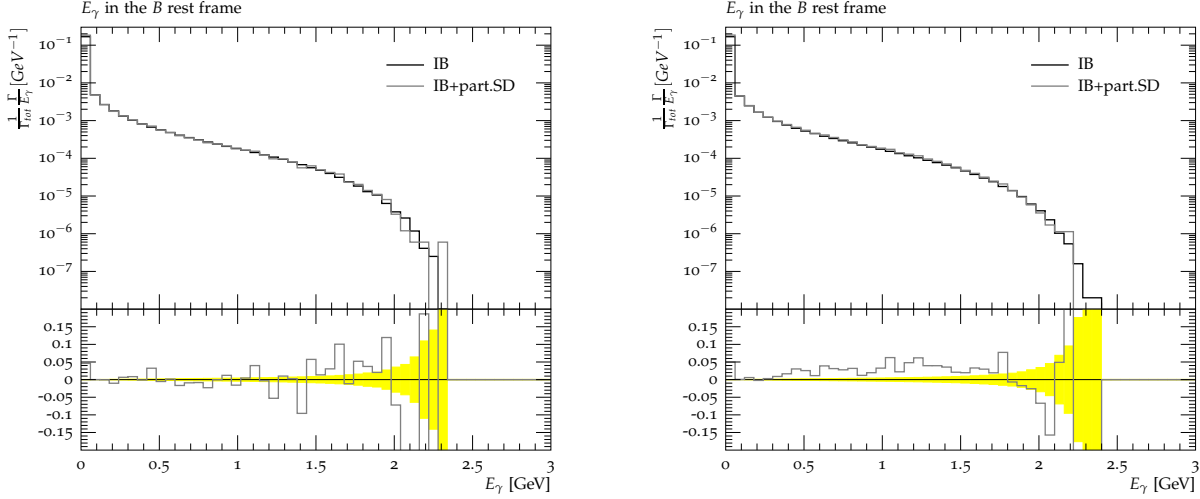 E_γ in the B rest frame
1/Γ_tot Γ/E_γ [GeV^−1]
10^−1
10^−2
10^−3
10^−4
10^−5
10^−6
10^−7
IB
IB+part.SD
0.15
0.1
0.05
0
-0.05
-0.1
-0.15
0 0.5 1 1.5 2 2.5 3
E_γ [GeV]
E_γ in the B rest frame
1/Γ_tot Γ/E_γ [GeV^−1]
10^−1
10^−2
10^−3
10^−4
10^−5
10^−6
10^−7
IB
IB+part.SD
0.15
0.1
0.05
0
-0.05
-0.1
-0.15
0 0.5 1 1.5 2 2.5 3
E_γ [GeV]